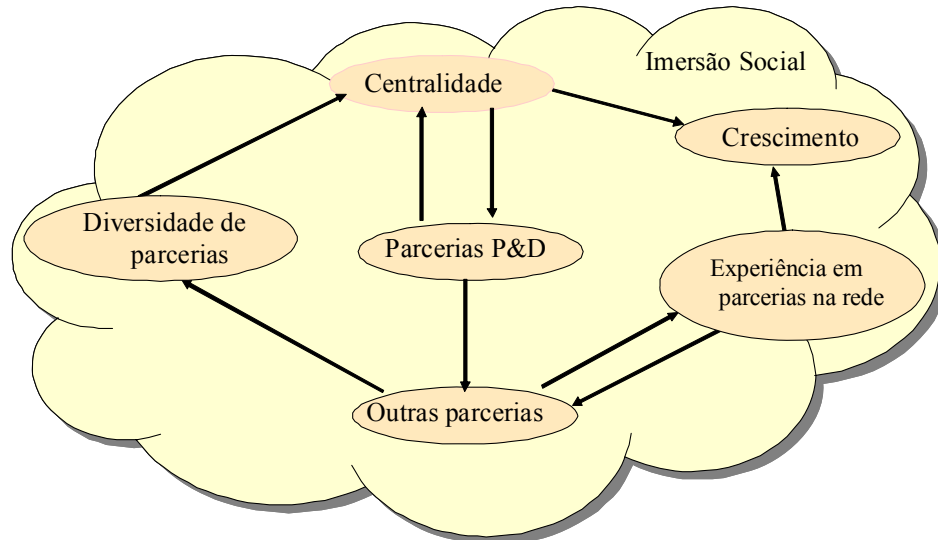 Imersão Social
Centralidade
Crescimento
Diversidade de
parcerias
Parcerias P&D
Experiência em
parcerias na rede
Outras parcerias